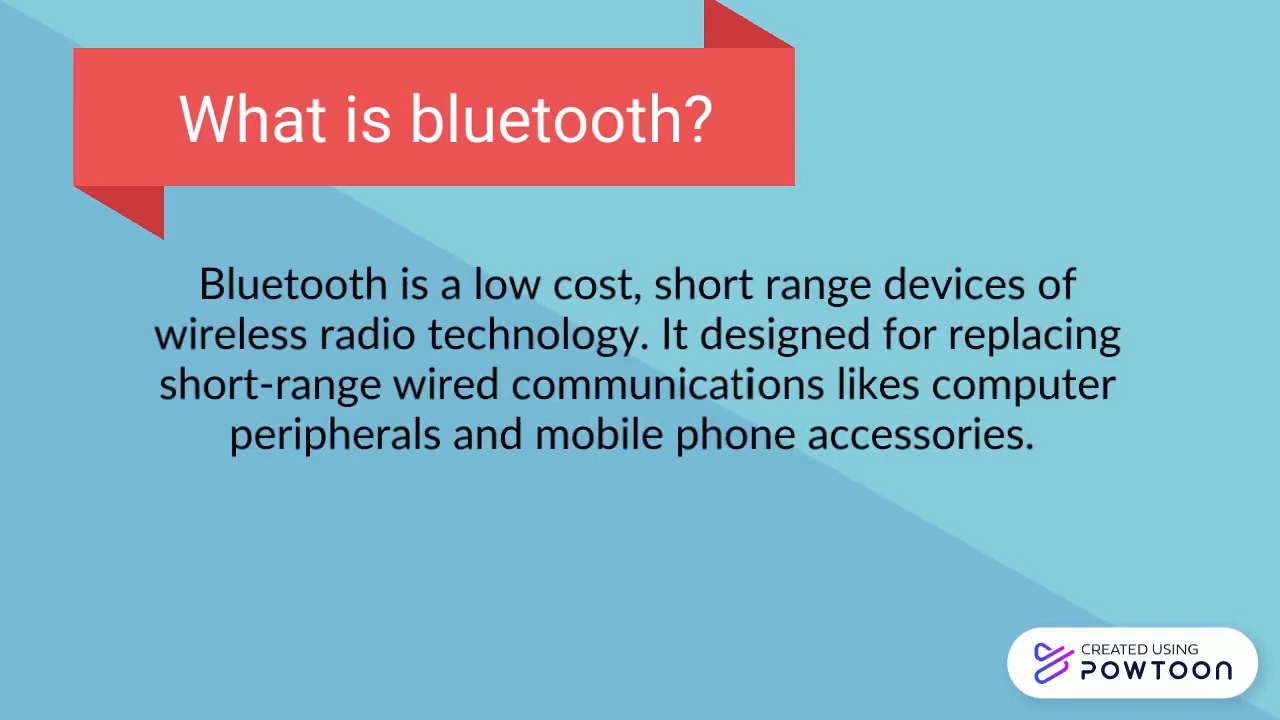 What is bluetooth?
Bluetooth is a low cost, short range devices of
wireless radio technology. It designed for replacing
short-range wired communications likes computer
peripherals and mobile phone accessories.
CREATED USING
POWTOON